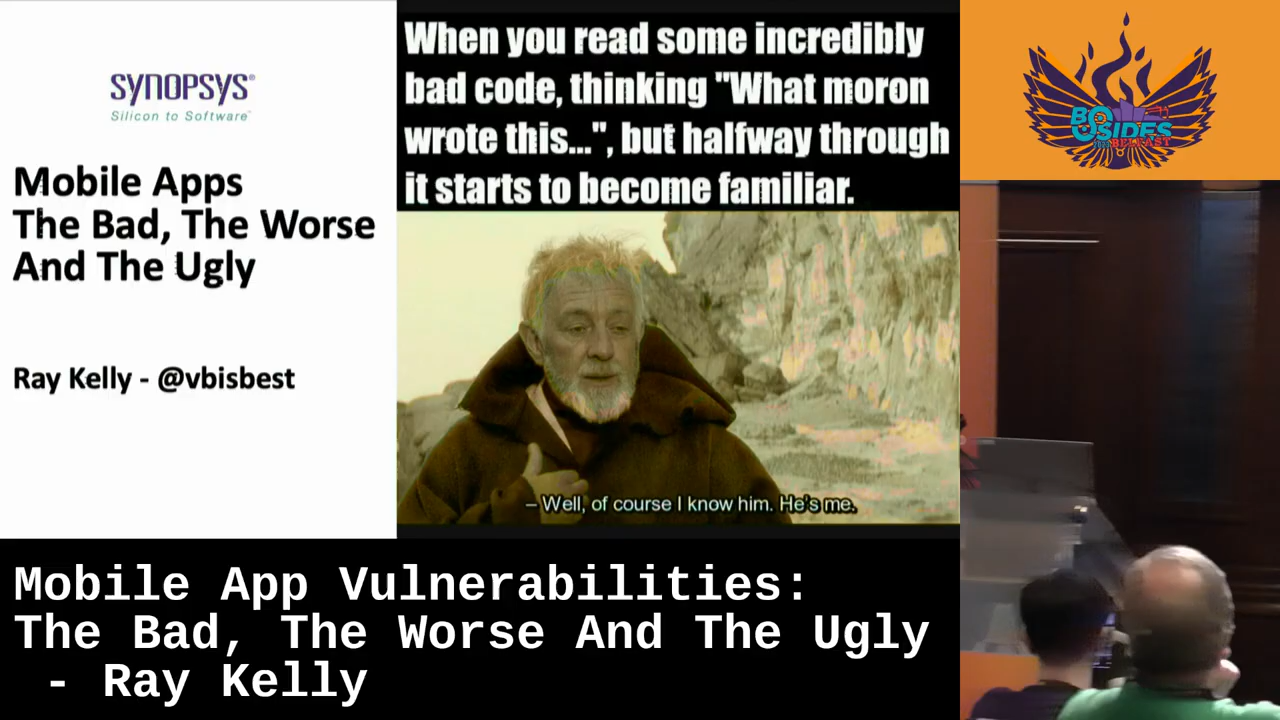 SYNOPSYS®
Silicon to Software™
Mobile Apps
The Bad, The Worse
And The Ugly
Ray Kelly - @vbisbest
When you read some incredibly
bad code, thinking "What moron
wrote this...", but halfway through
it starts to become familiar.
– Well, of course I know him. He's me.
BSIDES
BELFAST
Mobile App Vulnerabilities:
The Bad, The Worse And The Ugly
- Ray Kelly